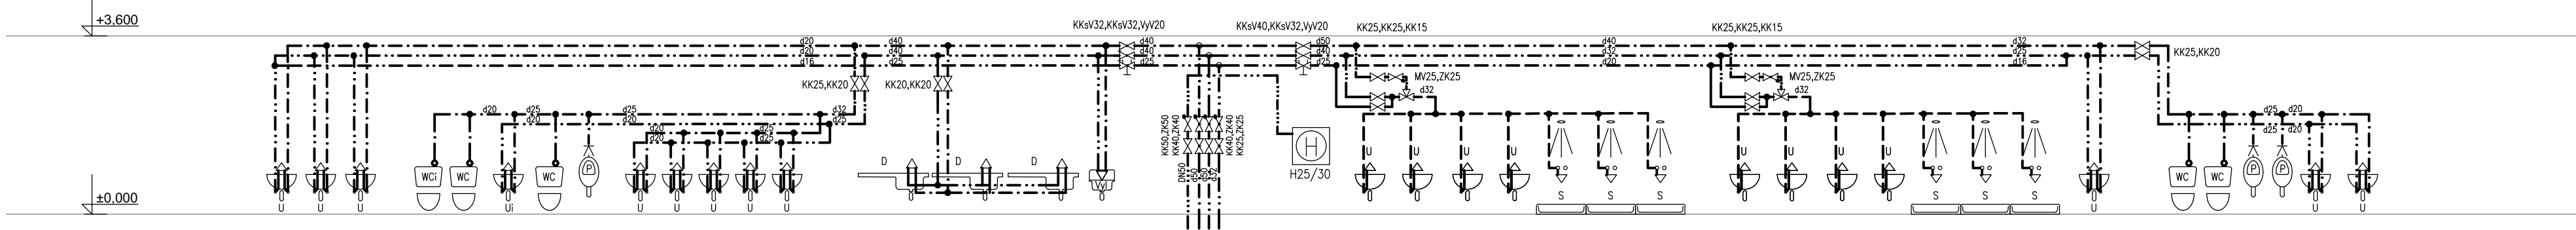 +3,600
KKsV32,KKsV32,VyV20
KKsV40,KKsV32,VyV20
KK25,KK25,KK15
KK25,KK25,KK15
d20
d40
d40
d50
d40
d32
d20
d40
d40
d40
d32
d25
d16
d25
d25
d25
d20
d16
KK25,KK20
KK25,KK20
KK20,KK20
MV25,ZK25
MV25,ZK25
d32
d32
d20
d25
d25
d32
d20
d20
d25
d20
d25
d20
d25
d25
d20
d25
d20
KK50,ZK50
KK40,ZK40
KK40,ZK40
KK25,ZK25
DN50
d50
d50
d32
H
H25/30
D
D
D
U
U
U
U
U
U
U
U
WCi
WC
WC
P
Vyl
WC
WC
P
P
+0,000
U
U
U
Ui
U
U
U
U
U
S
S
S
S
S
S
U
U
U